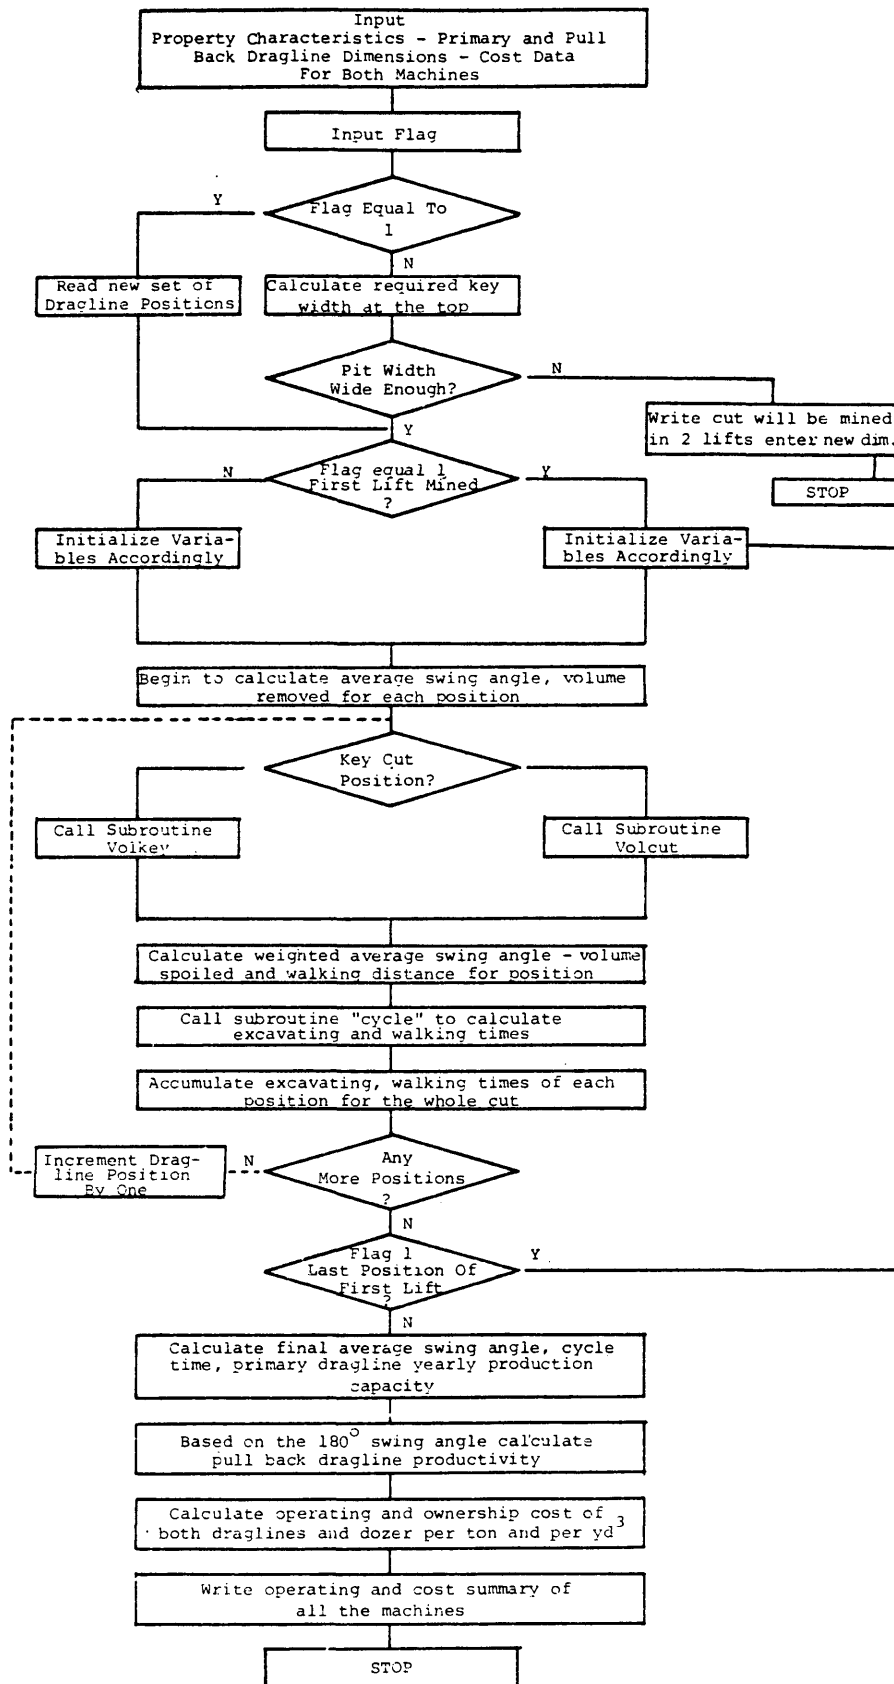 Input
Property Characteristics - Primary and Pull
Back Dragline Dimensions - Cost Data
For Both Machines
Input Flag
Flag Equal To
1
Y
N
Read new set of
Dragline Positions
Calculate required key
width at the top
Pit Width
Wide Enough?
N
Y
Write cut will be mined
in 2 lifts enter new dim.
STOP
Flag equal 1
First Lift Mined
?
N
Y
Initialize Varia-
bles Accordingly
Initialize Varia-
bles Accordingly
Begin to calculate average swing angle, volume
removed for each position
Key Cut
Position?
Call Subroutine
Volkey
Call Subroutine
Volcut
Calculate weighted average swing angle - volume
spoiled and walking distance for position
Call subroutine "cycle" to calculate
excavating and walking times
Accumulate excavating, walking times of each
position for the whole cut
Any
More Positions
?
N
Increment Drag-
line Position
By One
N
Flag 1
Last Position Of
First Lift
?
Y
N
Calculate final average swing angle, cycle
time, primary dragline yearly production
capacity
Based on the 180° swing angle calculate
pull back dragline productivity
Calculate operating and ownership cost of
both draglines and dozer per ton and per yd³
Write operating and cost summary of
all the machines
STOP